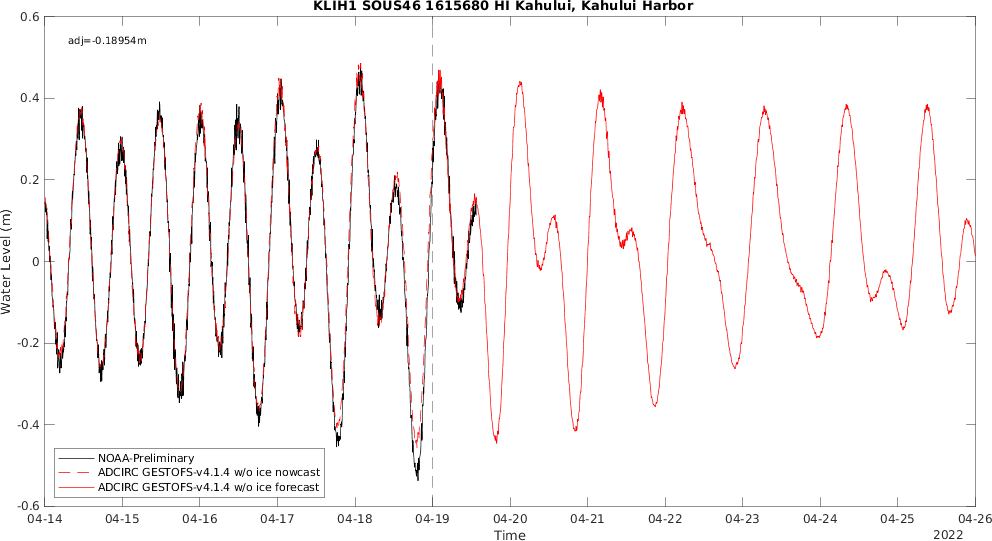 KLIH1 SOUS46 1615680 HI Kahului, Kahului Harbor
adj=-0.18954m
0.6
0.4
0.2
0
-0.2
-0.4
-0.6
Water Level (m)
NOAA-Preliminary
ADCIRC GESTOFS-v4.1.4 w/o ice nowcast
ADCIRC GESTOFS-v4.1.4 w/o ice forecast
04-14 04-15 04-16 04-17 04-18 04-19 04-20 04-21 04-22 04-23 04-24 04-25 04-26
Time
2022